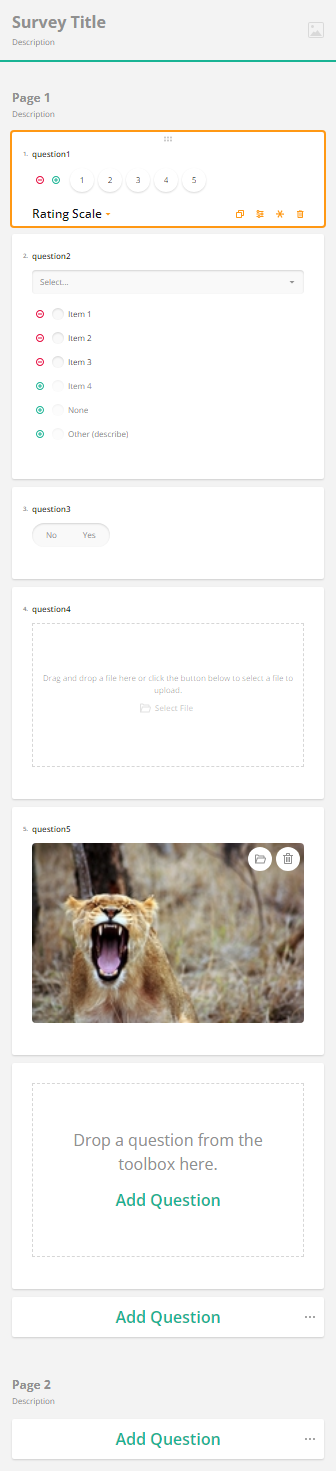 Survey Title
Description
Page 1
Description
1. question1
1 2 3 4 5
Rating Scale
2. question2
Select...
Item 1
Item 2
Item 3
Item 4
None
Other (describe)
3. question3
No Yes
4. question4
Drag and drop a file here or click the button below to select a file to
upload.
Select File
5. question5
Drop a question from the
toolbox here.
Add Question
Add Question
Page 2
Description
Add Question